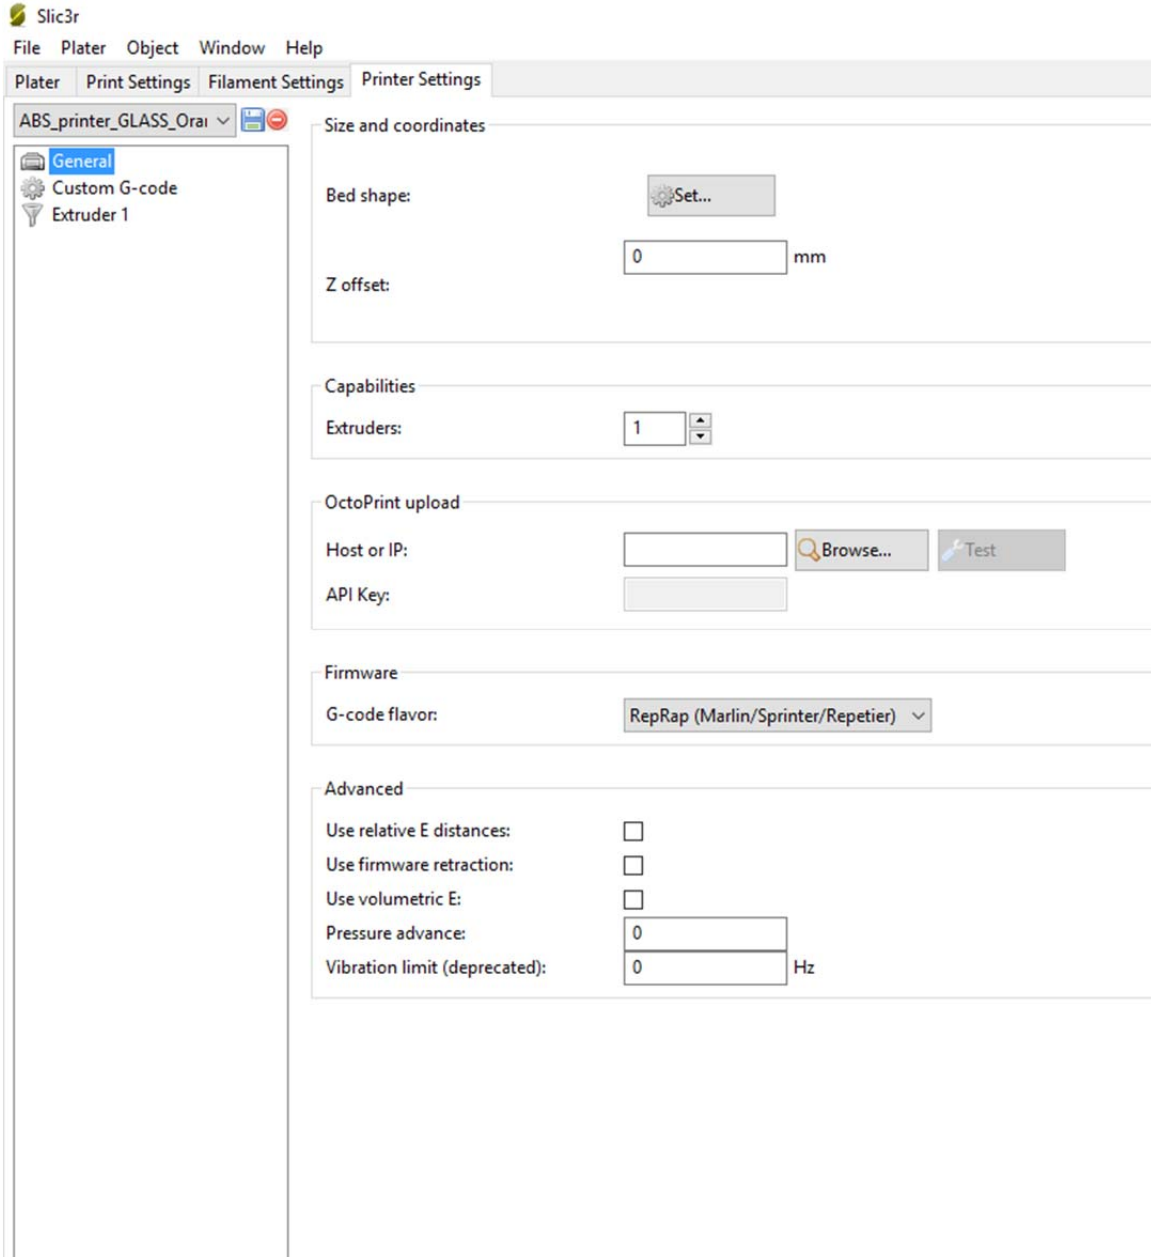 Slic3r
File Plater Object Window Help
Plater Print Settings Filament Settings Printer Settings
ABS_printer_GLASS_Orai
General
Custom G-code
Extruder 1
Size and coordinates
Bed shape: Set...
0 mm
Z offset:
Capabilities
Extruders: 1
OctoPrint upload
Host or IP: Browse... Test
API Key:
Firmware
G-code flavor: RepRap (Marlin/Sprinter/Repetier)
Advanced
Use relative E distances:
Use firmware retraction:
Use volumetric E:
Pressure advance: 0
Vibration limit (deprecated): 0 Hz